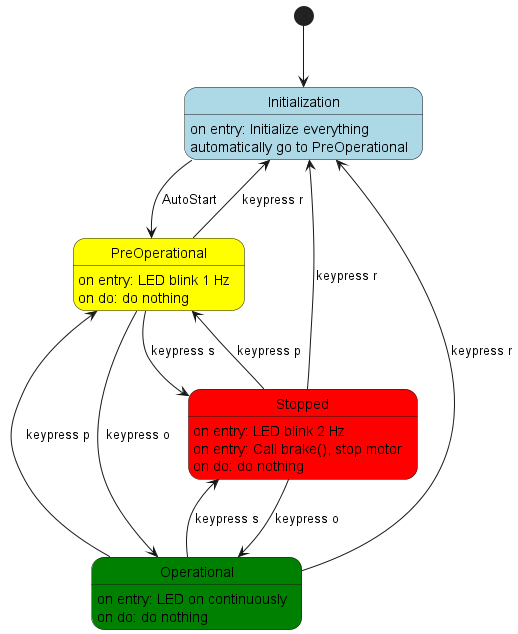 Initialization
on entry: Initialize everything
automatically go to PreOperational
AutoStart
keypress r
PreOperational
on entry: LED blink 1 Hz
on do: do nothing
keypress r
keypress s
keypress p
keypress r
Stopped
on entry: LED blink 2 Hz
on entry: Call brake(), stop motor
on do: do nothing
keypress p
keypress o
keypress s
keypress o
Operational
on entry: LED on continuously
on do: do nothing